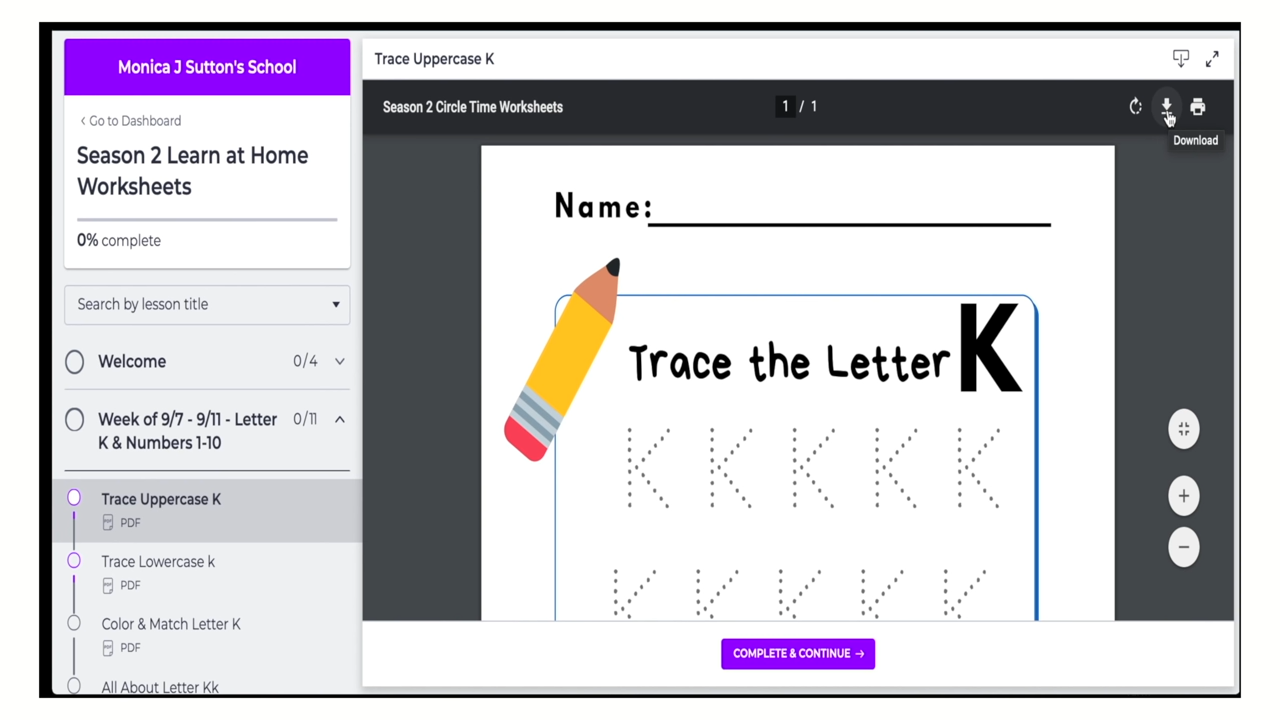 Monica J Sutton's School
< Go to Dashboard
Season 2 Learn at Home
Worksheets
0% complete
Search by lesson title
Welcome 0/4
Week of 9/7 - 9/11 - Letter 0/11
K & Numbers 1-10
Trace Uppercase K
PDF
Trace Lowercase k
PDF
Color & Match Letter K
PDF
All About Letter Kk
Trace Uppercase K
Season 2 Circle Time Worksheets 1 / 1
Download
Name:
Trace the Letter K
K K K K K
K K K K K
COMPLETE & CONTINUE →